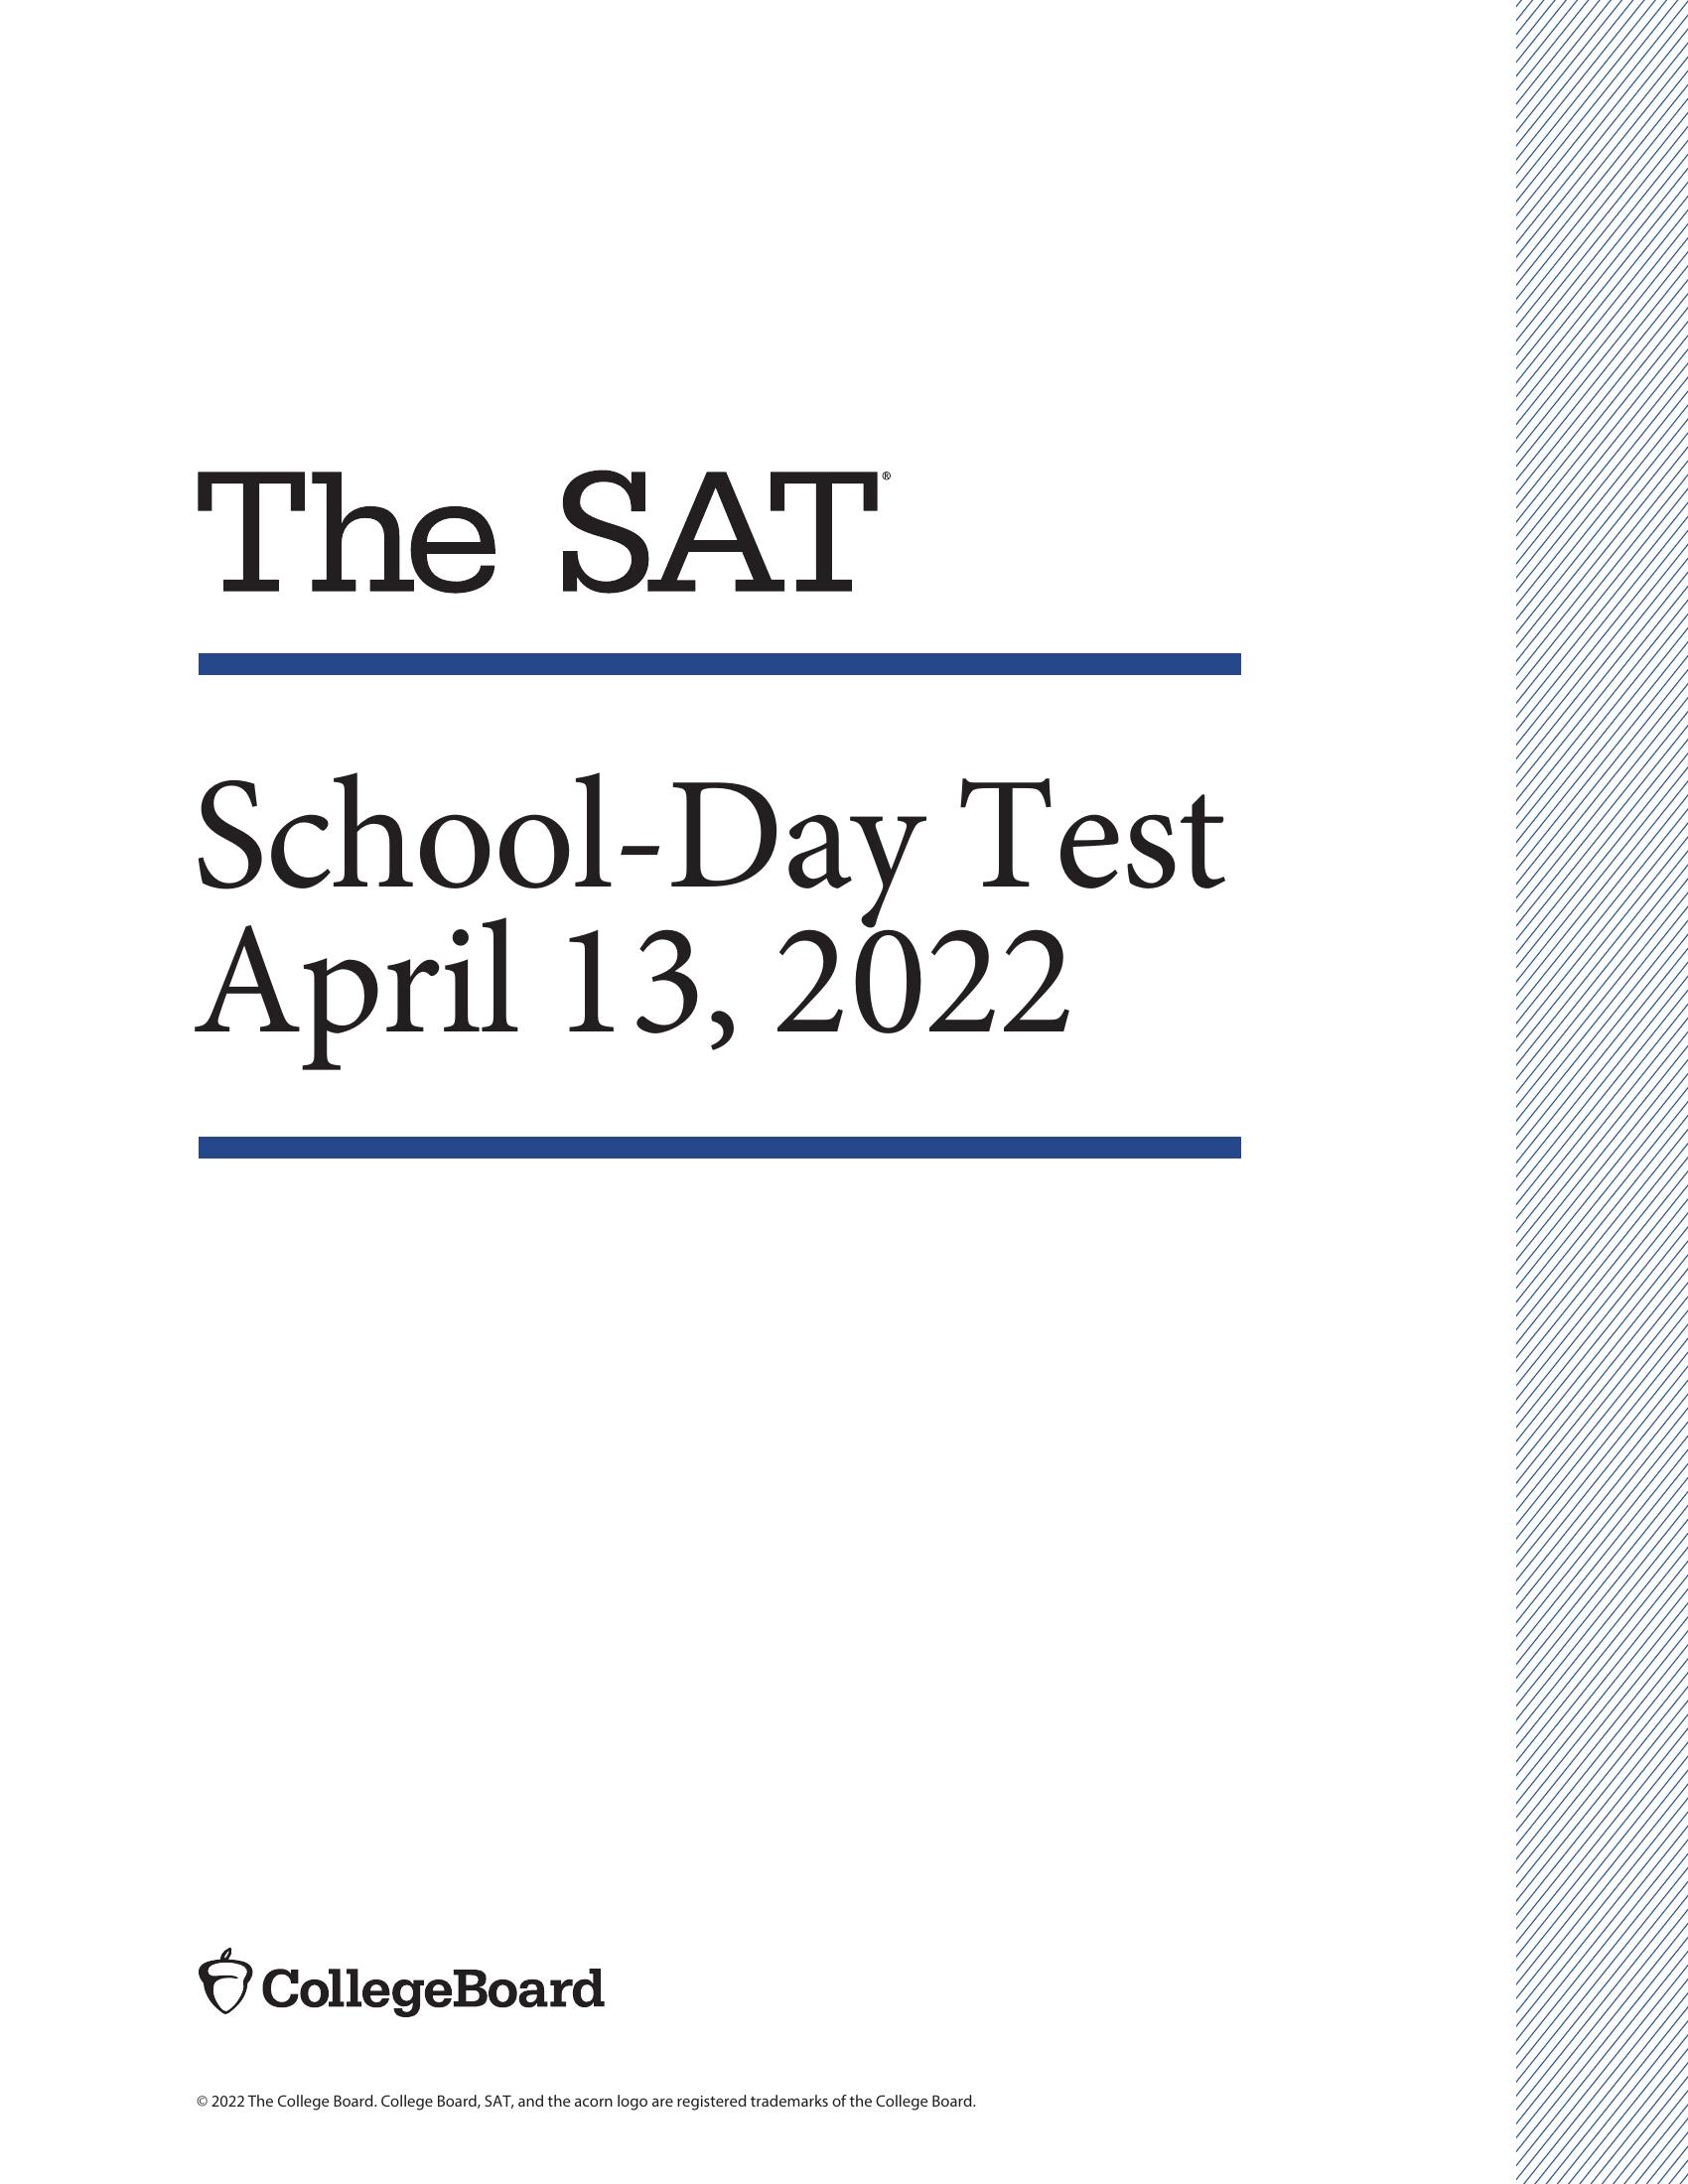 The SAT®
School-Day Test
April 13, 2022
CollegeBoard
© 2022 The College Board. College Board, SAT, and the acorn logo are registered trademarks of the College Board.